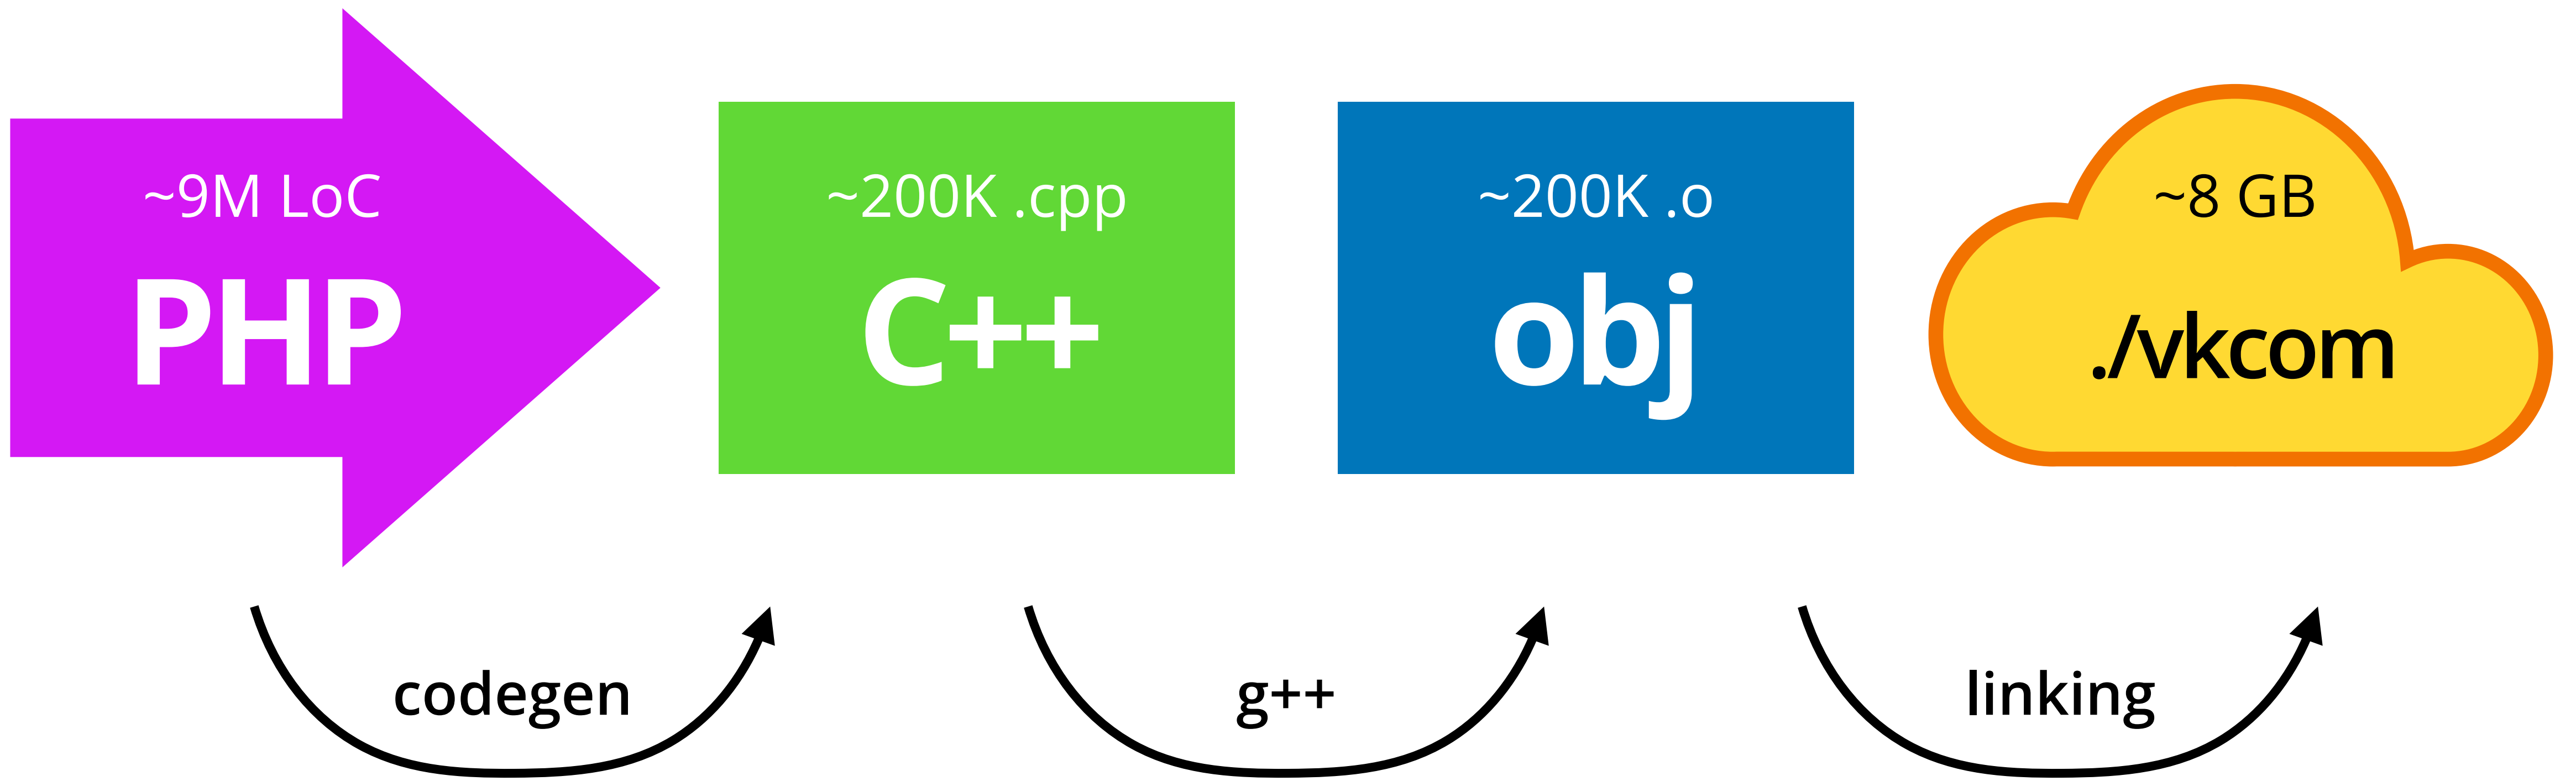 ~9M LoC
PHP
~200K .cpp
C++
~200K .o
obj
~8 GB
./vkcom
codegen
g++
linking